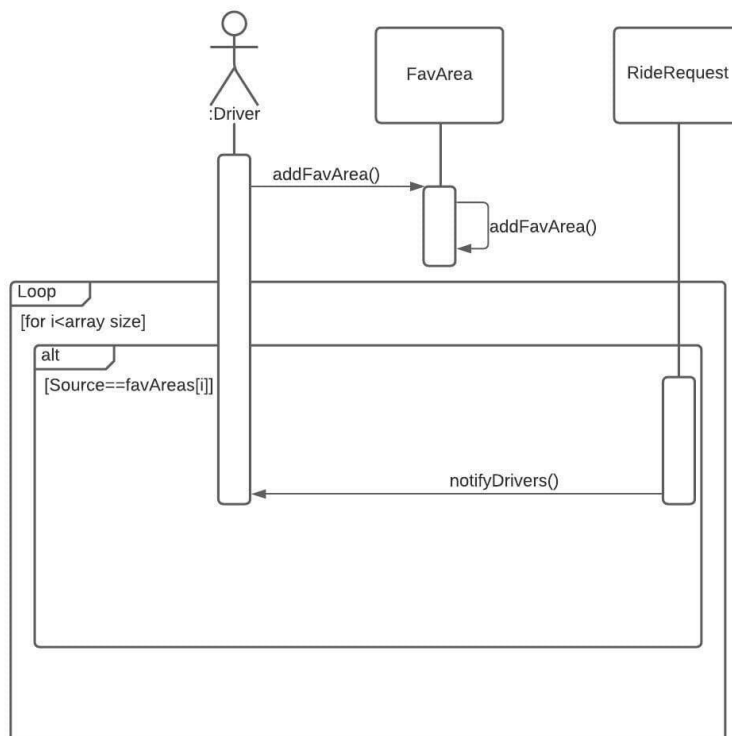 :Driver
FavArea
RideRequest
addFavArea()
addFavArea()
Loop
[for i<array size]
alt
[Source==favAreas[i]]
notifyDrivers()